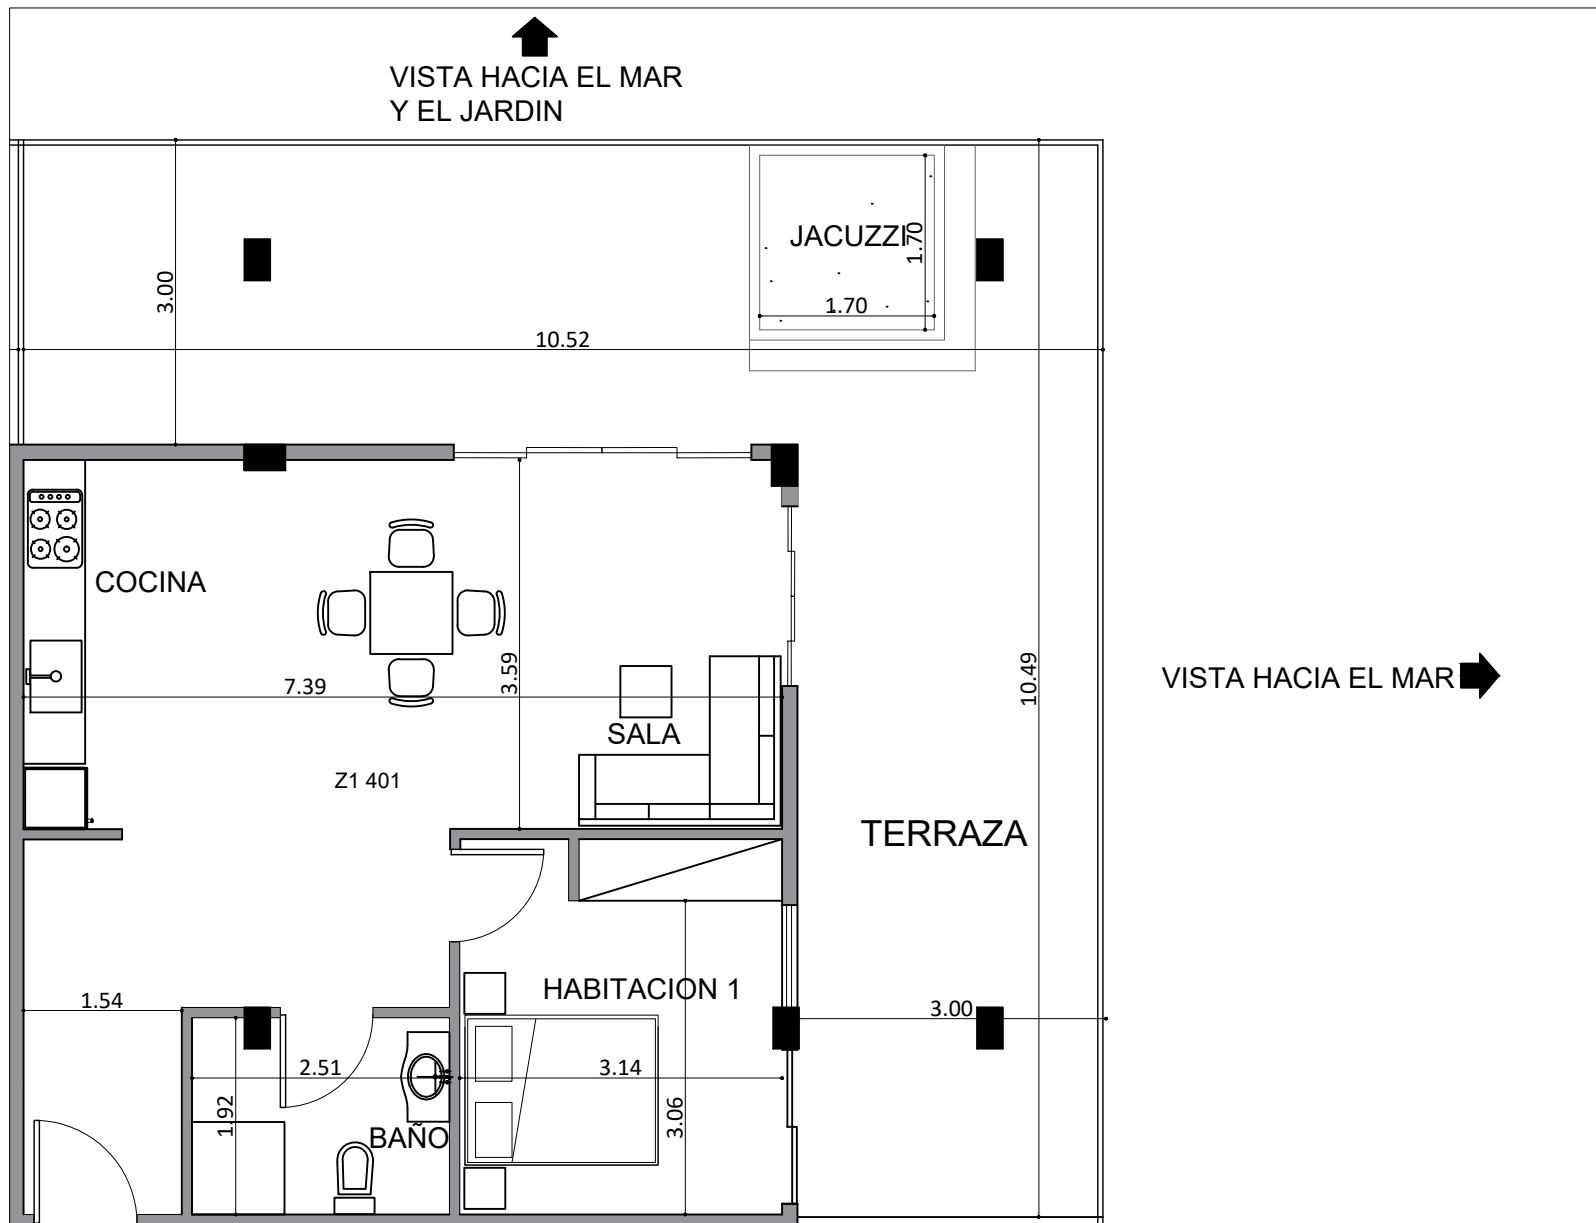 VISTA HACIA EL MAR
Y EL JARDIN
JACUZZI
1.70
3.00
1.70
10.52
COCINA
3.59
10.49
7.39
VISTA HACIA EL MAR
SALA
Z1 401
TERRAZA
HABITACION 1
1.54
3.00
2.51
3.14
1.92
3.06
BAÑO